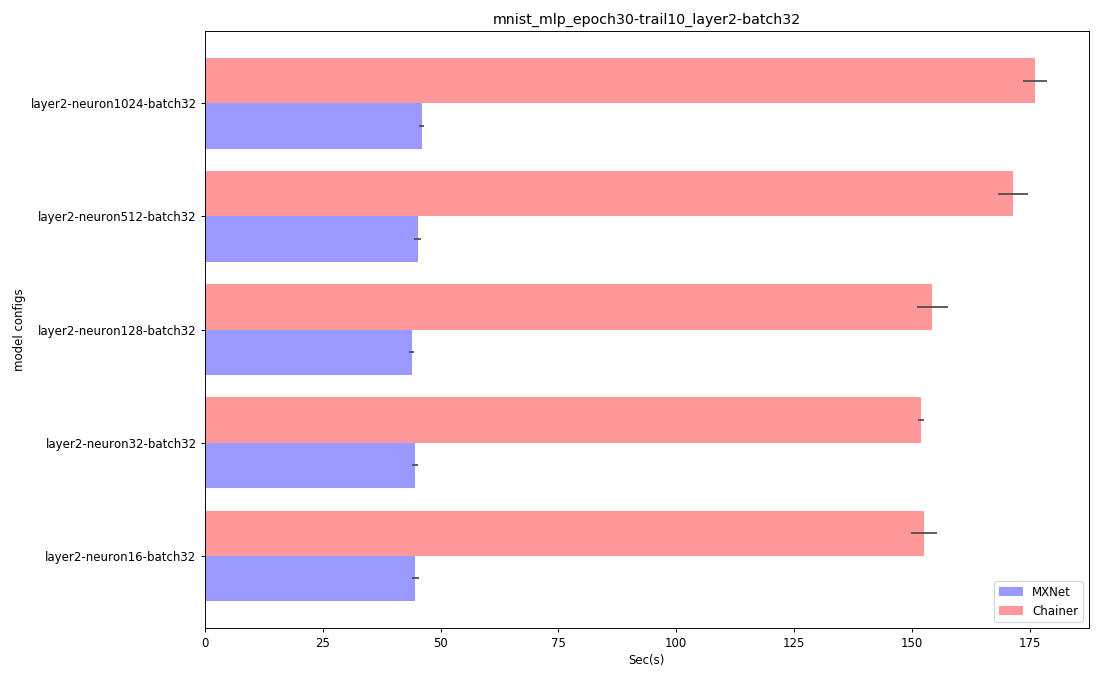 mnist_mlp_epoch30-trail10_layer2-batch32
layer2-neuron1024-batch32
layer2-neuron512-batch32
layer2-neuron128-batch32
layer2-neuron32-batch32
layer2-neuron16-batch32
model configs
MXNet
Chainer
0 25 50 75 100 125 150 175
Sec(s)